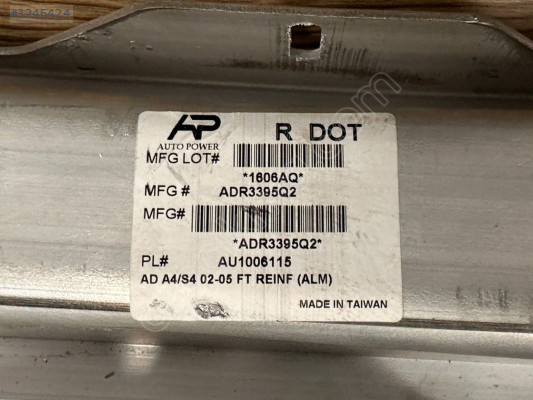 #3345424
AP
AUTO POWER
R DOT
MFG LOT#
*1606AQ*
MFG # ADR3395Q2
MFG#
*ADR3395Q2*
PL# AU1006115
AD A4/S4 02-05 FT REINF (ALM)
MADE IN TAIWAN